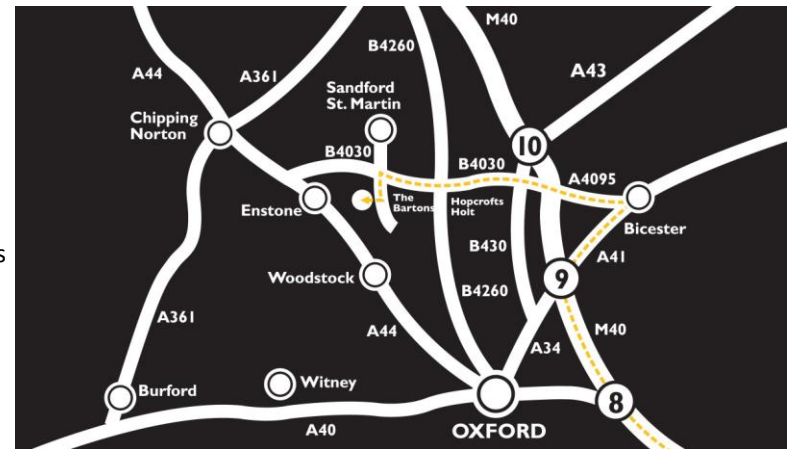 M40
A44
A361
B4260
A43
Sandford
St. Martin
Chipping
Norton
10
B4030
B4030
A4095
Enstone
The
Bartons
Hopcrofts
Holt
Bicester
B430
A41
s
Woodstock
9
B4260
A361
A44
M40
A34
Burford
Witney
8
A40
OXFORD